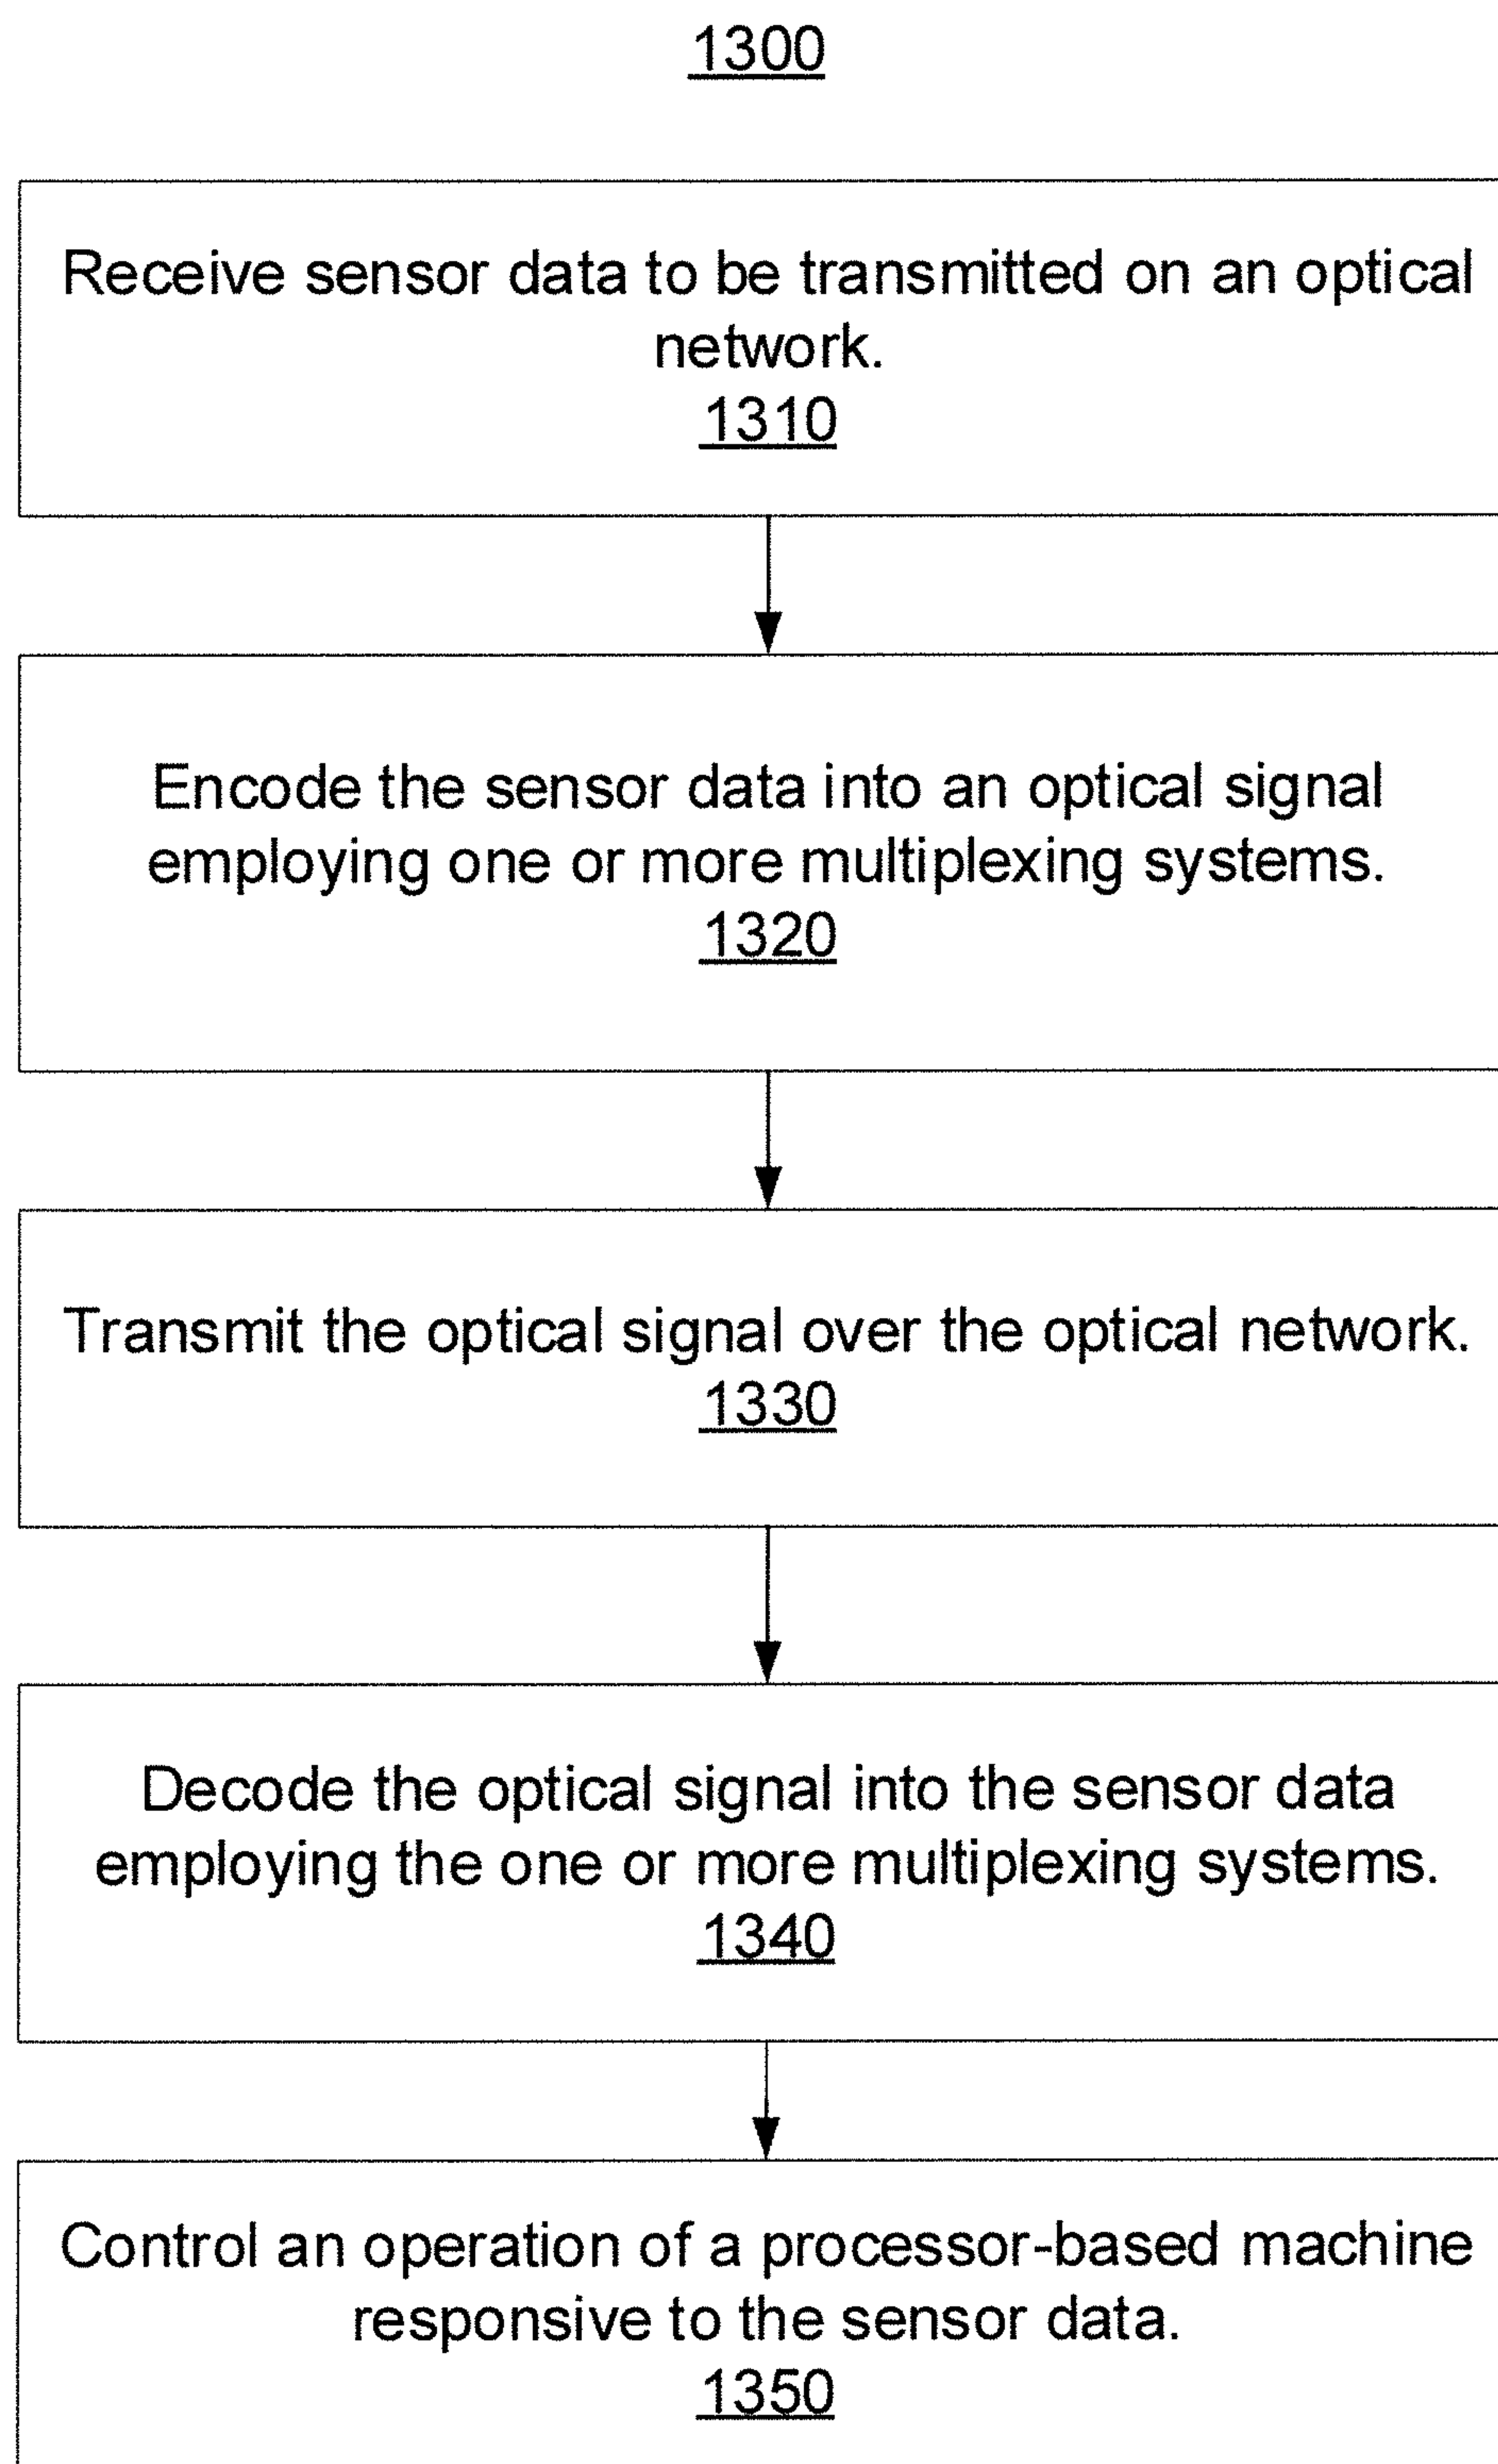 1300
Receive sensor data to be transmitted on an optical
network.
1310
Encode the sensor data into an optical signal
employing one or more multiplexing systems.
1320
Transmit the optical signal over the optical network.
1330
Decode the optical signal into the sensor data
employing the one or more multiplexing systems.
1340
Control an operation of a processor-based machine
responsive to the sensor data.
1350